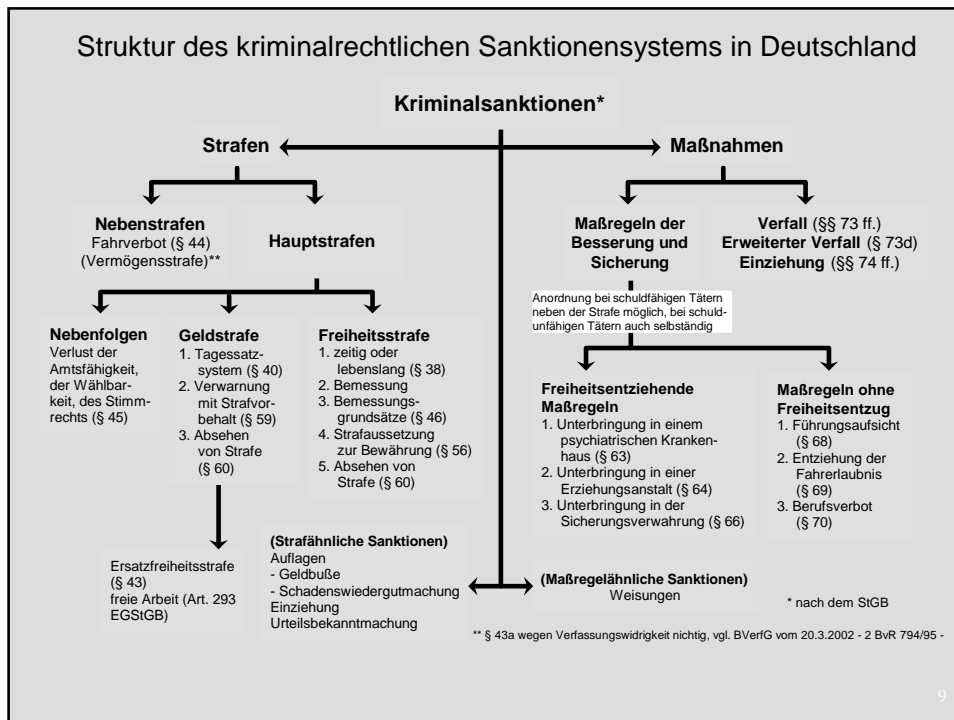 Struktur des kriminalrechtlichen Sanktionensystems in Deutschland
Kriminalsanktionen*
Strafen
Maßnahmen
Nebenstrafen
Fahrverbot (§ 44)
(Vermögensstrafe)**
Hauptstrafen
Maßregeln der
Besserung und
Sicherung
Verfall (§§ 73 ff.)
Erweiterter Verfall (§ 73d)
Einziehung (§§ 74 ff.)
Anordnung bei schuldfähigen Tätern
neben der Strafe möglich, bei schuld-
unfähigen Tätern auch selbständig
Nebenfolgen
Verlust der
Amtsfähigkeit,
der Wählbar-
keit, des Stimm-
rechts (§ 45)
Geldstrafe
1. Tagessatz-
system (§ 40)
2. Verwarnung
mit Strafvor-
behalt (§ 59)
3. Absehen
von Strafe
(§ 60)
Freiheitsstrafe
1. zeitig oder
lebenslang (§ 38)
2. Bemessung
3. Bemessungs-
grundsätze (§ 46)
4. Strafaussetzung
zur Bewährung (§ 56)
5. Absehen von
Strafe (§ 60)
Freiheitsentziehende
Maßregeln
1. Unterbringung in einem
psychiatrischen Kranken-
haus (§ 63)
2. Unterbringung in einer
Erziehungsanstalt (§ 64)
3. Unterbringung in der
Sicherungsverwahrung (§ 66)
Maßregeln ohne
Freiheitsentzug
1. Führungsaufsicht
(§ 68)
2. Entziehung der
Fahrerlaubnis
(§ 69)
3. Berufsverbot
(§ 70)
Ersatzfreiheitsstrafe
(§ 43)
freie Arbeit (Art. 293
EGStGB)
(Strafähnliche Sanktionen)
Auflagen
- Geldbuße
- Schadenswiedergutmachung
Einziehung
Urteilsbekanntmachung
(Maßregelähnliche Sanktionen)
Weisungen
* nach dem StGB
** § 43a wegen Verfassungswidrigkeit nichtig, vgl. BVerfG vom 20.3.2002 - 2 BvR 794/95 -
9